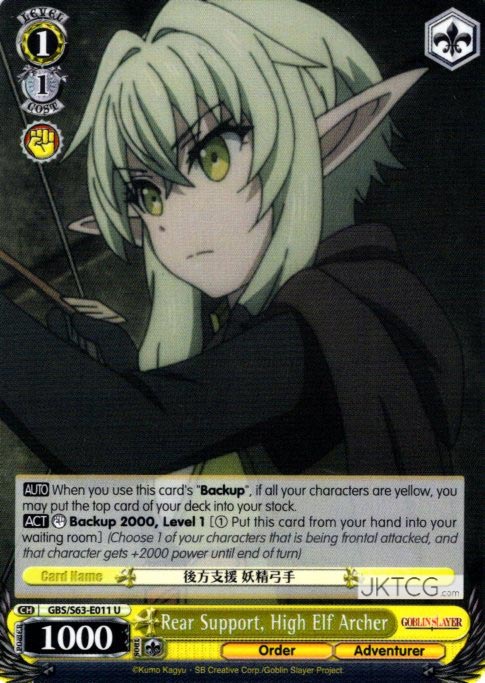 LEVEL
1
1
COST
AUTO When you use this card's "Backup", if all your characters are yellow, you
may put the top card of your deck into your stock.
ACT Backup 2000, Level 1 [① Put this card from your hand into your
waiting room] (Choose 1 of your characters that is being frontal attacked, and
that character gets +2000 power until end of turn)
Card Name 後方支援 妖精弓手
JKTCG.com
CH GBS/S63-E011 U
POWER 1000 SOUL Rear Support, High Elf Archer GOBLIN SLAYER
Order Adventurer
©Kumo Kagyu・SB Creative Corp./Goblin Slayer Project.